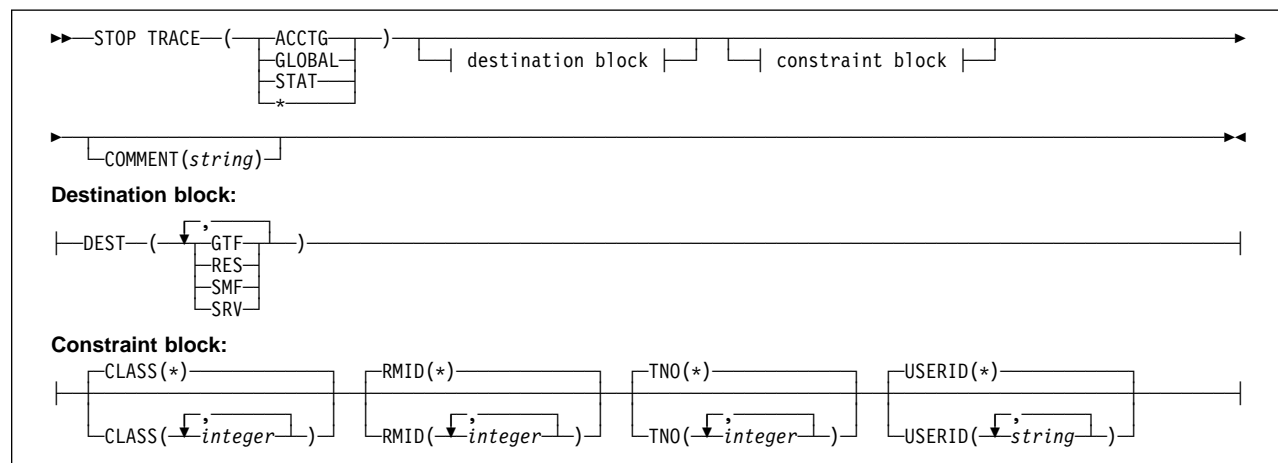 STOP TRACE ( ACCTG ) destination block constraint block
GLOBAL
STAT
*
COMMENT(string)
Destination block:
,
DEST ( GTF )
RES
SMF
SRV
Constraint block:
CLASS(*) RMID(*) TNO(*) USERID(*)
, , , ,
CLASS( integer ) RMID( integer ) TNO( integer ) USERID( string )